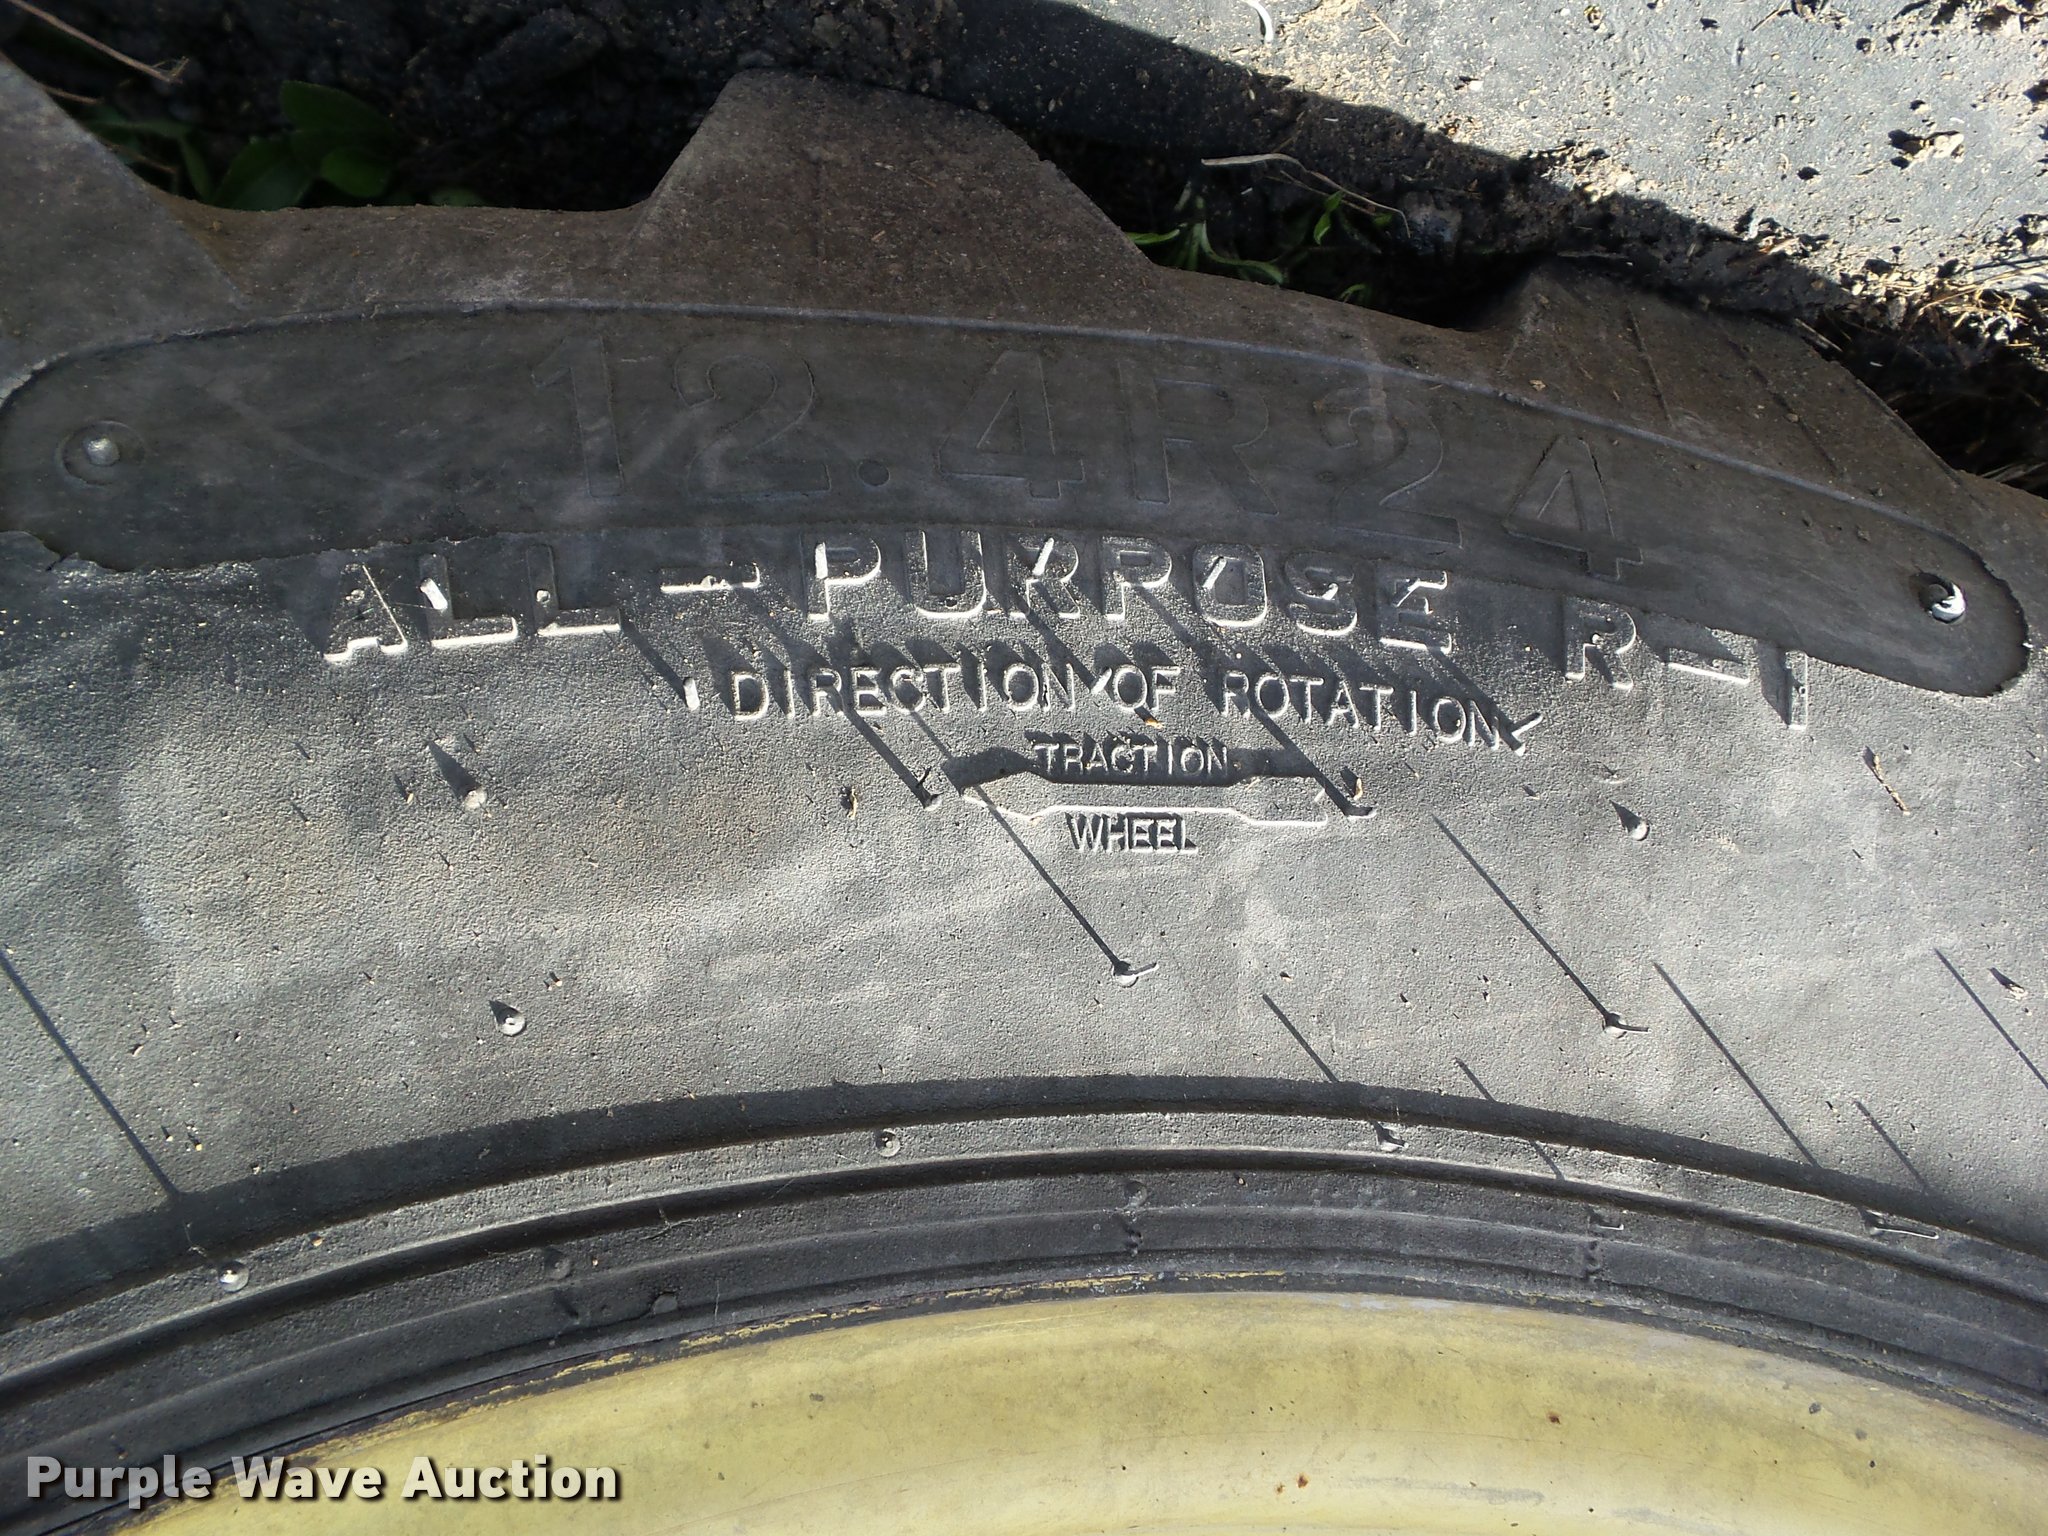 12.4R24
ALL-PURPOSE R-1
DIRECTION OF ROTATION
TRACTION
WHEEL
Purple Wave Auction